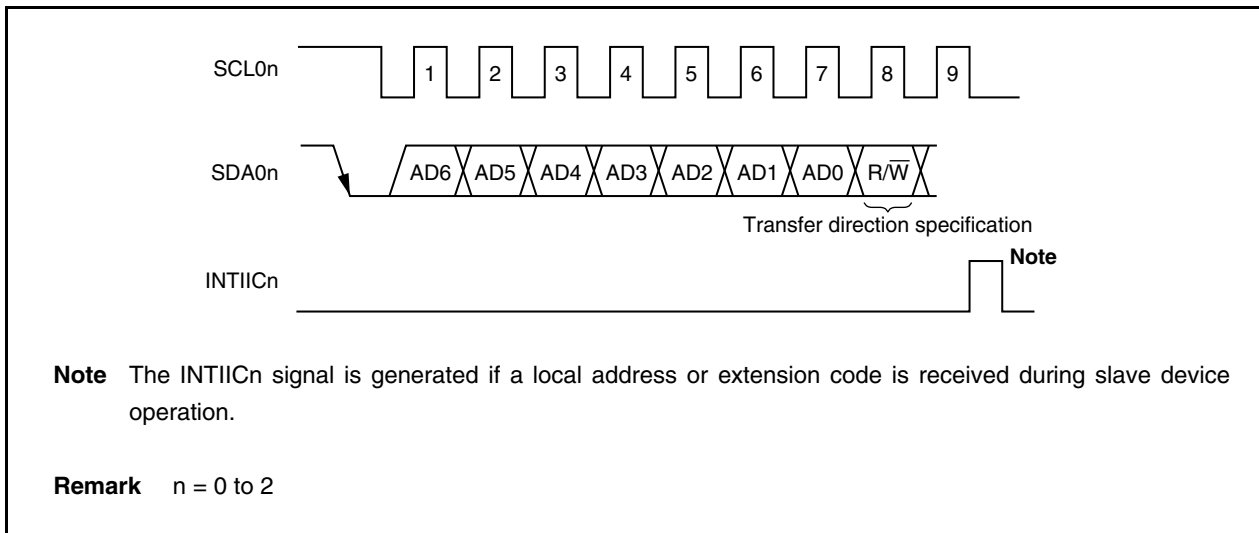 SCL0n 1 2 3 4 5 6 7 8 9
SDA0n AD6 AD5 AD4 AD3 AD2 AD1 AD0 R/W̅
Transfer direction specification
Note
INTIICn
Note The INTIICn signal is generated if a local address or extension code is received during slave device
operation.
Remark n = 0 to 2